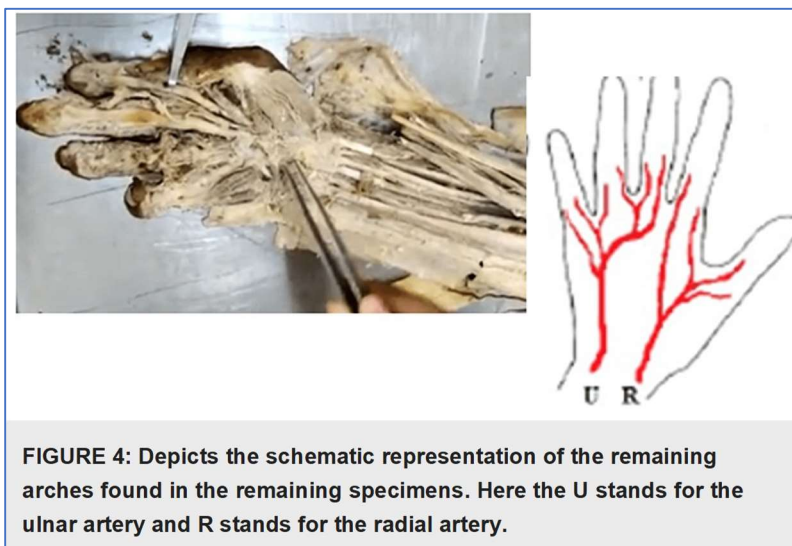 U R
FIGURE 4: Depicts the schematic representation of the remaining
arches found in the remaining specimens. Here the U stands for the
ulnar artery and R stands for the radial artery.